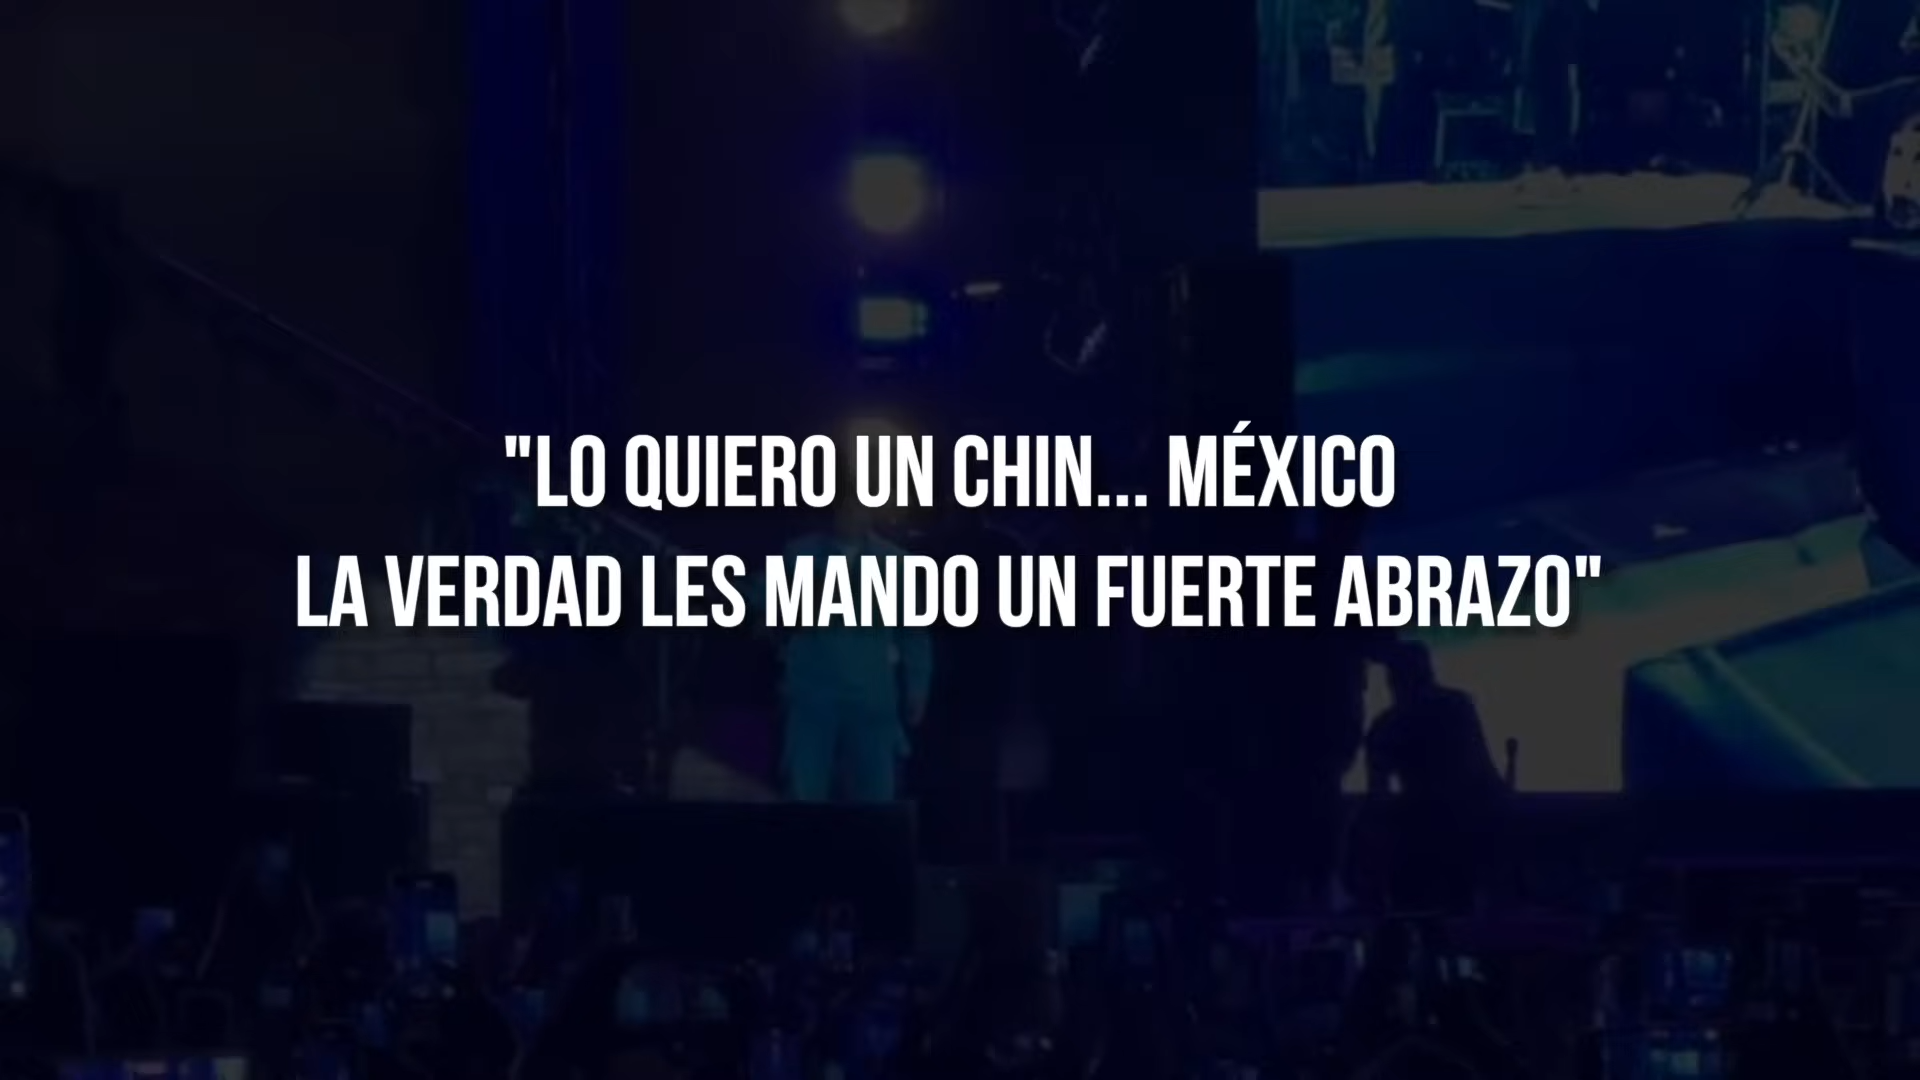 "LO QUIERO UN CHIN... MÉXICO
LA VERDAD LES MANDO UN FUERTE ABRAZO"